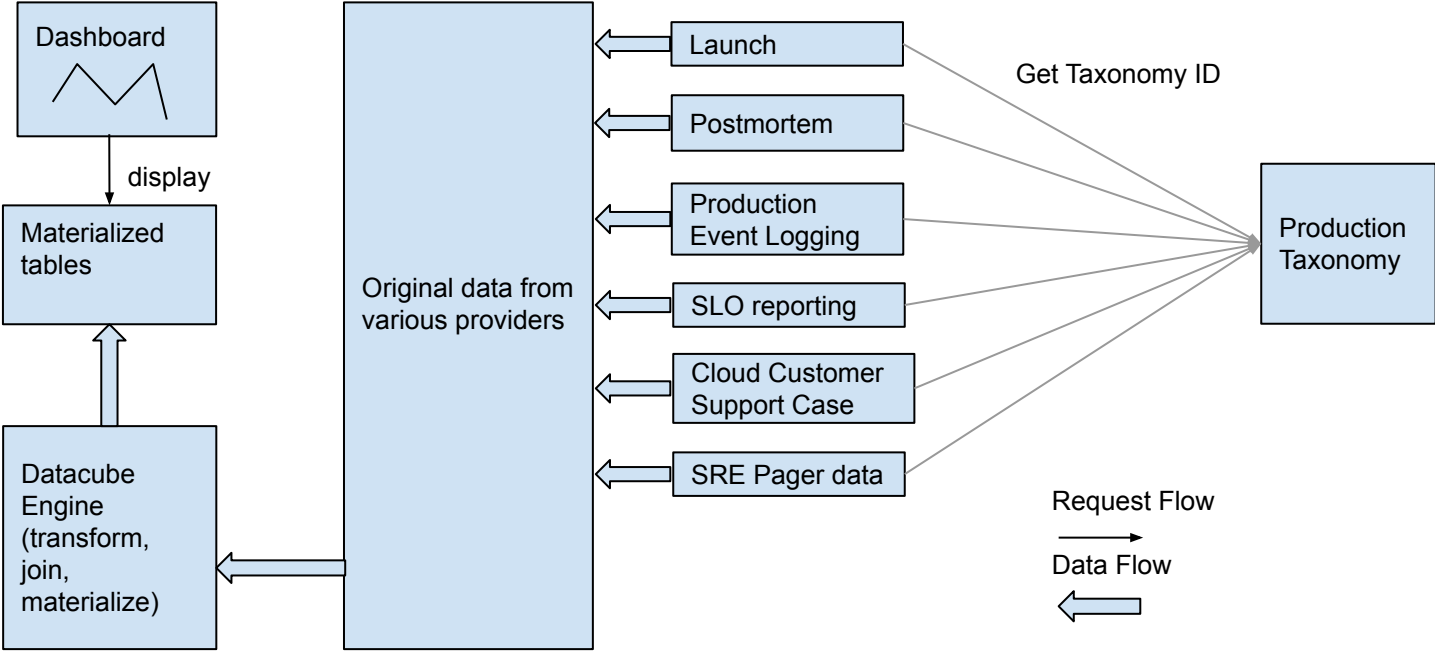 Dashboard
display
Materialized
tables
Datacube
Engine
(transform,
join,
materialize)
Original data from
various providers
Launch
Postmortem
Production
Event Logging
SLO reporting
Cloud Customer
Support Case
SRE Pager data
Get Taxonomy ID
Production
Taxonomy
Request Flow
Data Flow